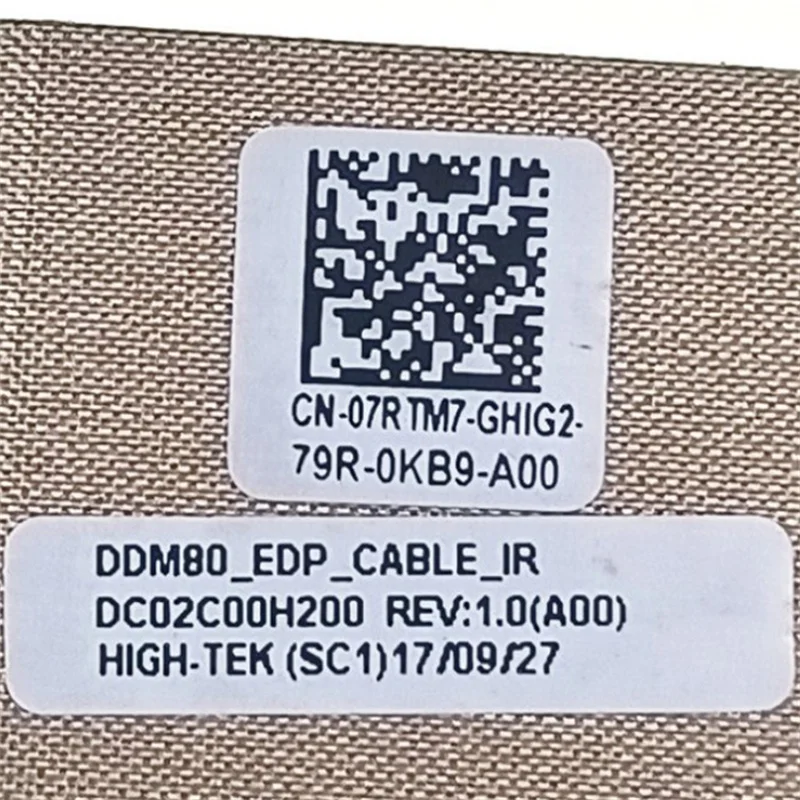 CN-07RTM7-GHIG2-
79R-0KB9-A00
DDM80_EDP_CABLE_IR
DC02C00H200 REV:1.0(A00)
HIGH-TEK (SC1)17/09/27